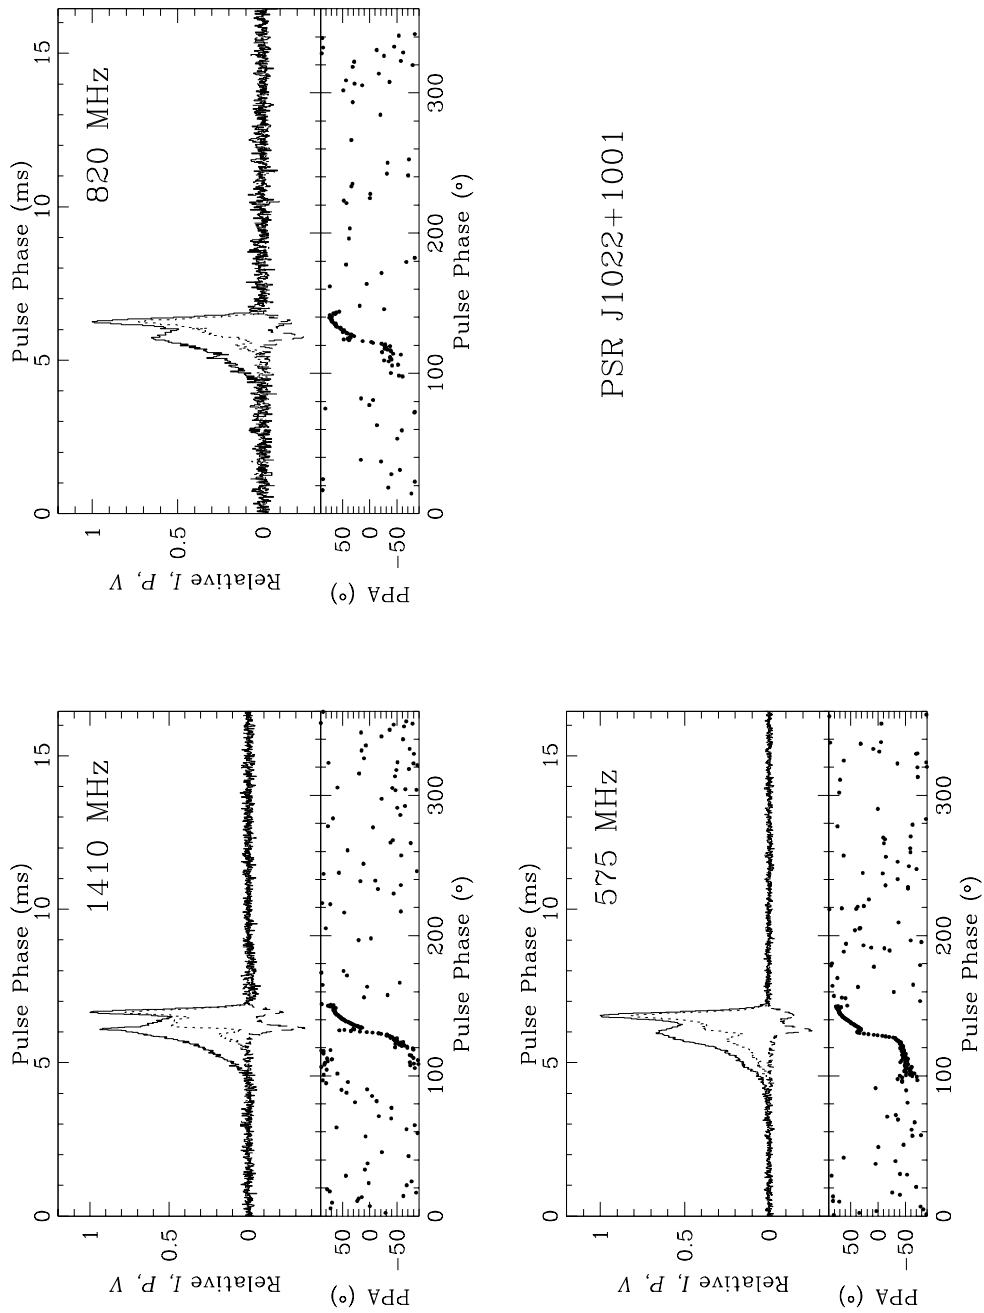 Pulse Phase (ms)
0 5 10 15
1410 MHz
1
0.5
0
Relative I, P, V
50
0
−50
PPA (°)
0 100 200 300
Pulse Phase (°)
Pulse Phase (ms)
0 5 10 15
820 MHz
1
0.5
0
Relative I, P, V
50
0
−50
PPA (°)
0 100 200 300
Pulse Phase (°)
Pulse Phase (ms)
0 5 10 15
575 MHz
1
0.5
0
Relative I, P, V
50
0
−50
PPA (°)
0 100 200 300
Pulse Phase (°)
PSR J1022+1001